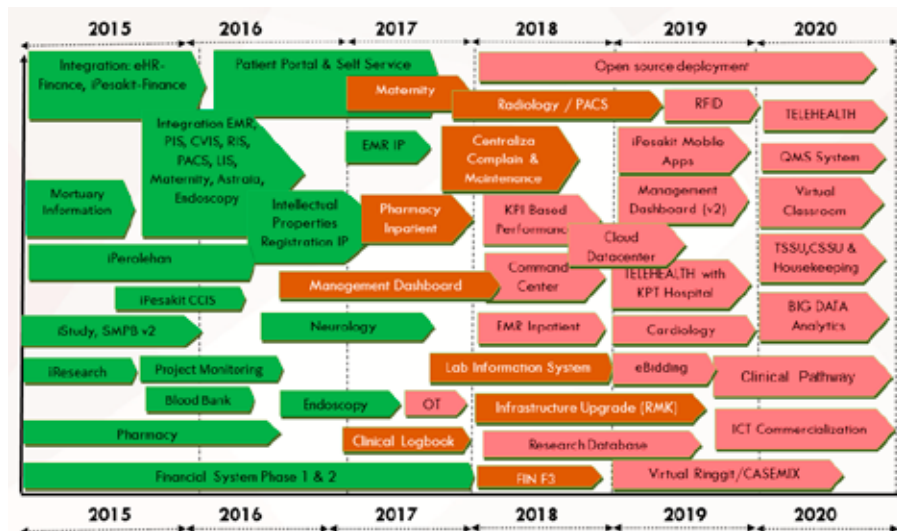 2015 2016 2017 2018 2019 2020
Integration: eHR-
Finance, iPesakit-Finance
Patient Portal & Self Service
Open source deployment
Maternity
Radiology / PACS
RFID
TELEHEALTH
Integration EMR,
PIS, CVIS, RIS,
PACS, LIS,
Maternity, Astraia,
Endoscopy
EMR IP
Centraliza
Complain &
Maintenance
iPesakit Mobile
Apps
QMS System
Mortuary
Information
Intellectual
Properties
Registration IP
Pharmacy
Inpatient
KPI Based
Performance
Management
Dashboard (v2)
Virtual
Classroom
Cloud
Datacenter
iPerolehan
Management Dashboard
Command
Center
TELEHEALTH with
KPT Hospital
TSSU,CSSU &
Housekeeping
iPesakit CCIS
iStudy, SMPB v2
Neurology
EMR Inpatient
Cardiology
BIG DATA
Analytics
iResearch
Project Monitoring
Lab Information System
eBidding
Clinical Pathway
Blood Bank
Endoscopy
OT
Infrastructure Upgrade (RMK)
ICT Commercialization
Pharmacy
Clinical Logbook
Research Database
Financial System Phase 1 & 2
FIN F3
Virtual Ringgit/CASEMIX
2015 2016 2017 2018 2019 2020